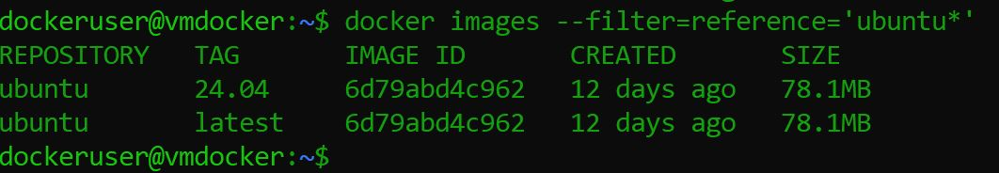 dockeruser@vmdocker:~$ docker images --filter=reference='ubuntu*'
REPOSITORY   TAG       IMAGE ID       CREATED       SIZE
ubuntu       24.04     6d79abd4c962   12 days ago   78.1MB
ubuntu       latest    6d79abd4c962   12 days ago   78.1MB
dockeruser@vmdocker:~$